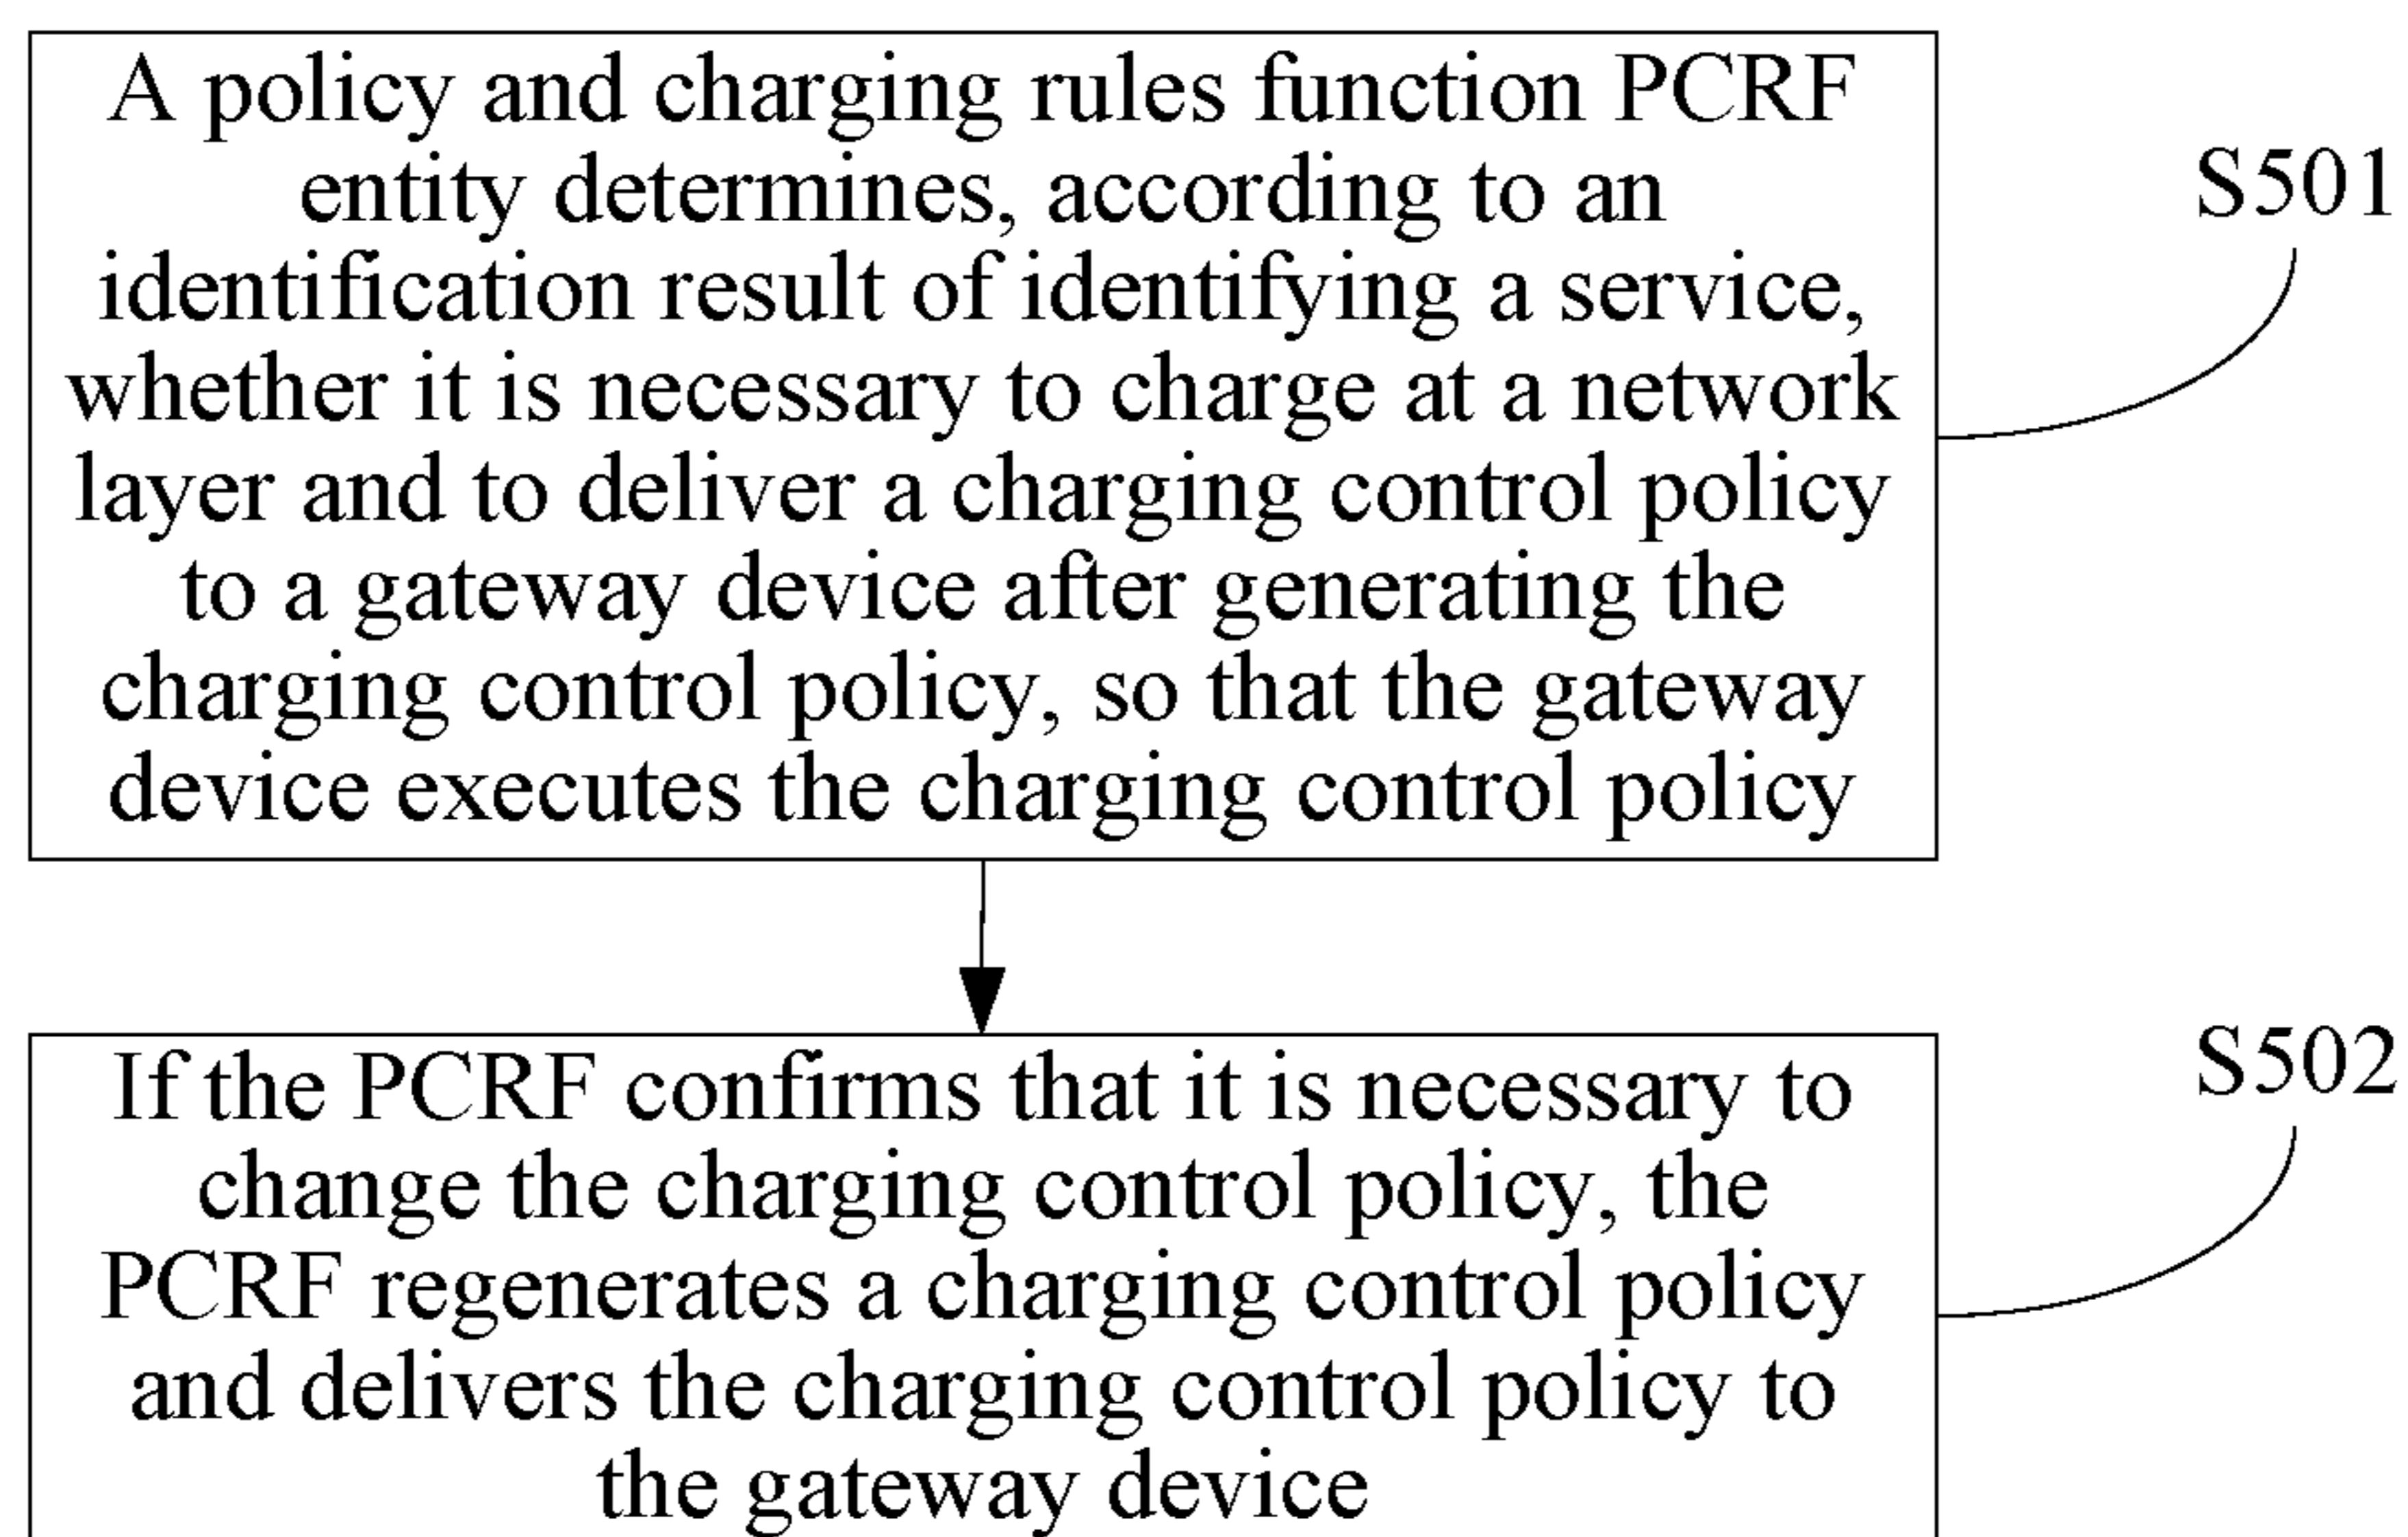 A policy and charging rules function PCRF
entity determines, according to an
identification result of identifying a service,
whether it is necessary to charge at a network
layer and to deliver a charging control policy
to a gateway device after generating the
charging control policy, so that the gateway
device executes the charging control policy
S501
If the PCRF confirms that it is necessary to
change the charging control policy, the
PCRF regenerates a charging control policy
and delivers the charging control policy to
the gateway device
S502